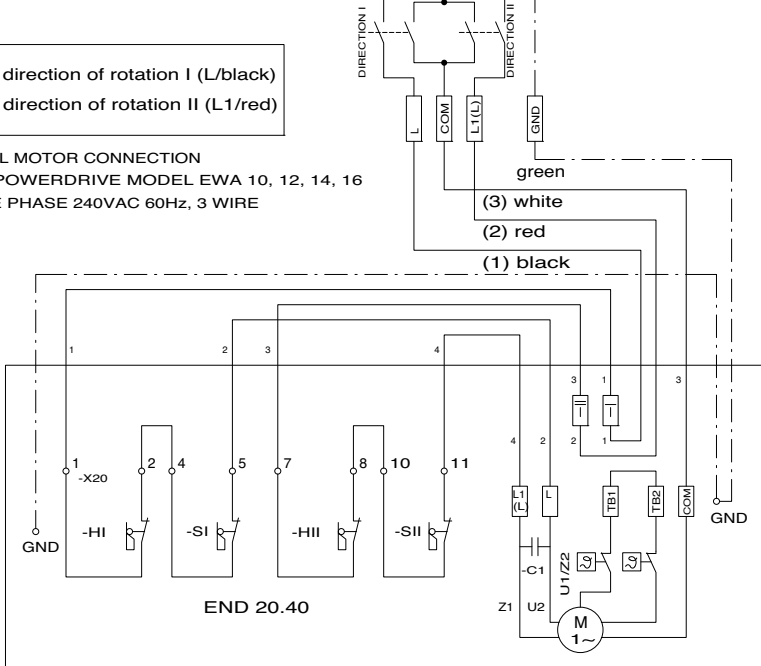 DIRECTION I
DIRECTION II
direction of rotation I (L/black)
direction of rotation II (L1/red)
L
COM
L1(L)
GND
L MOTOR CONNECTION
POWERDRIVE MODEL EWA 10, 12, 14, 16
PHASE 240VAC 60Hz, 3 WIRE
green
(3) white
(2) red
(1) black
1
2
3
4
3
1
3
4
2
2
1
1
2
4
5
7
8
10
11
-X20
L1
(L)
L
TB1
TB2
COM
GND
GND
-HI
-SI
-HII
-SII
-C1
U1/Z2
END 20.40
Z1
U2
M
1~